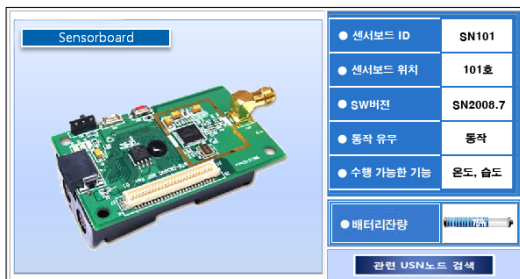 Sensorboard
센서보드 ID
SN101
센서보드 위치
101호
SW버젼
SN2008.7
동작 유무
동작
수행 가능한 기능
온도, 습도
배터리잔량
75%
관련 USN노드 검색